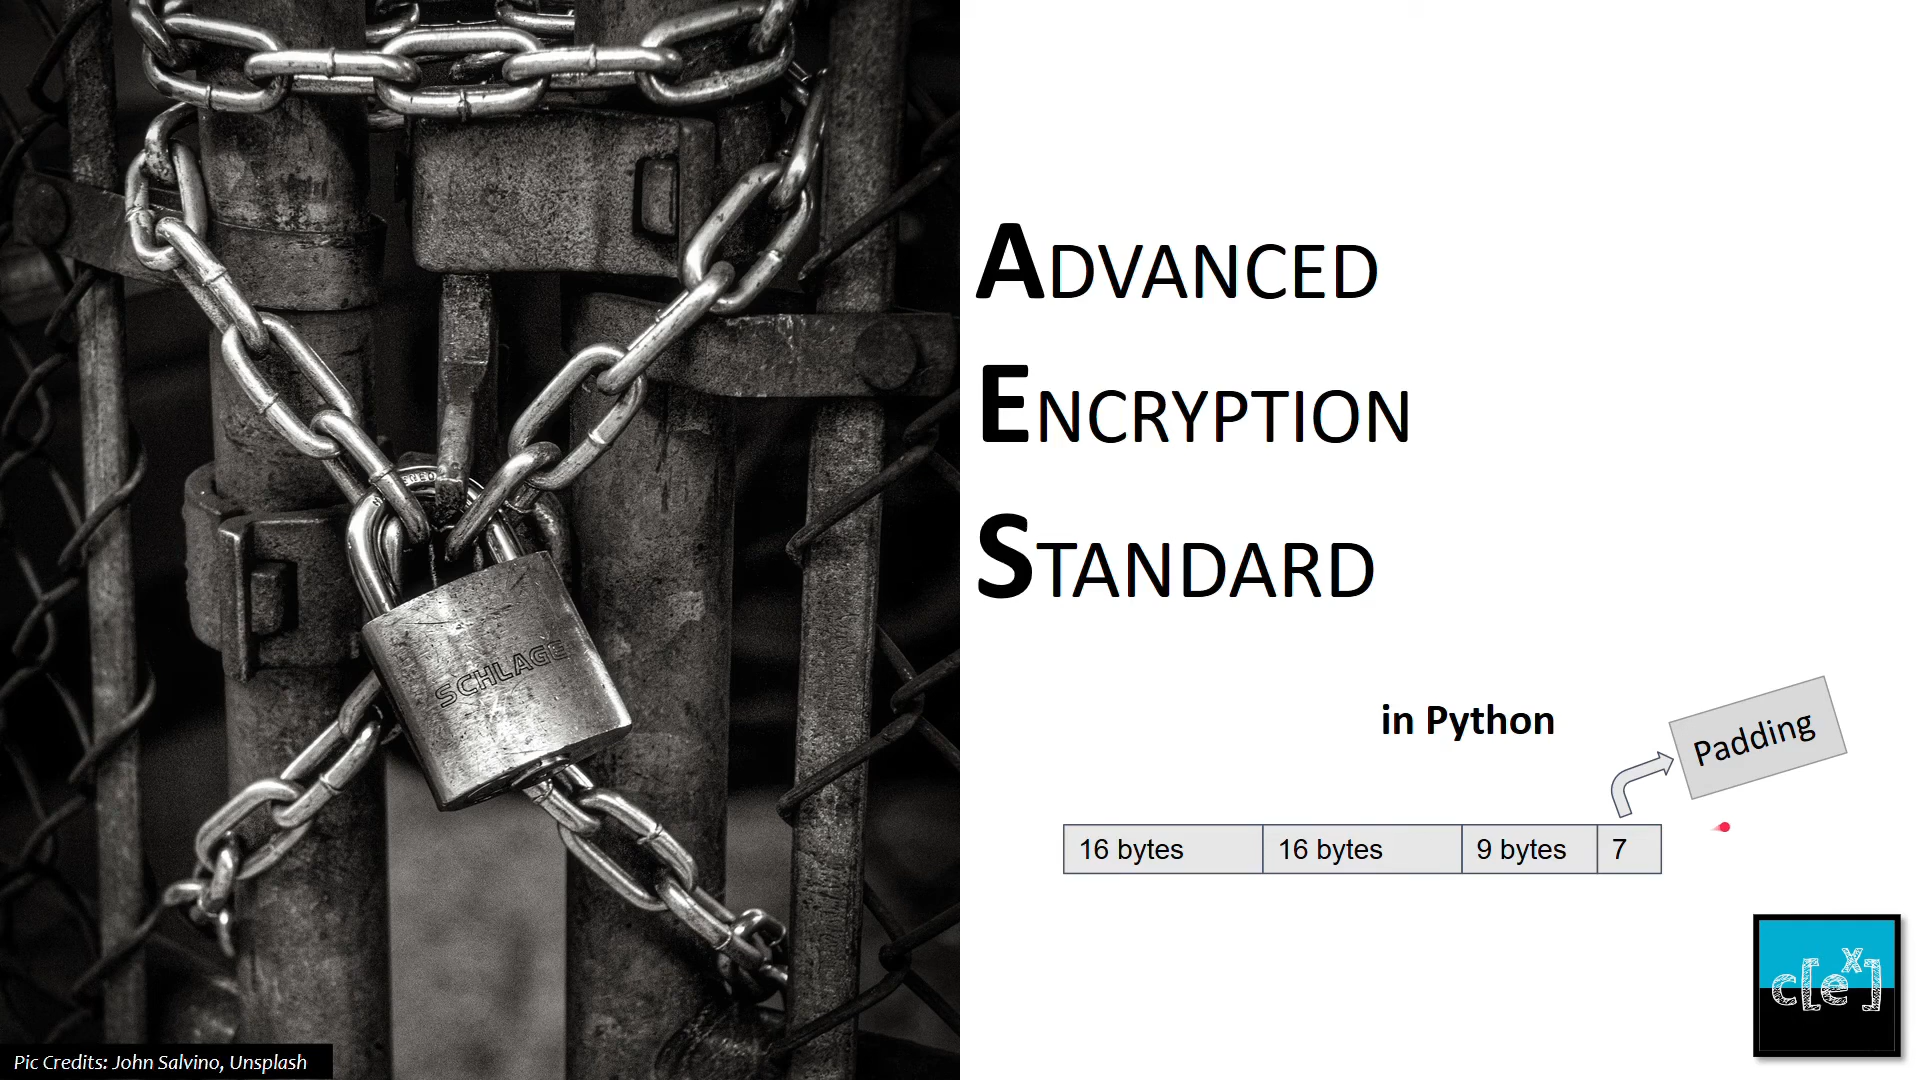 SCHLAGE
ADVANCED
ENCRYPTION
STANDARD
in Python
Padding
16 bytes 16 bytes 9 bytes 7
c[eˣ]
Pic Credits: John Salvino, Unsplash